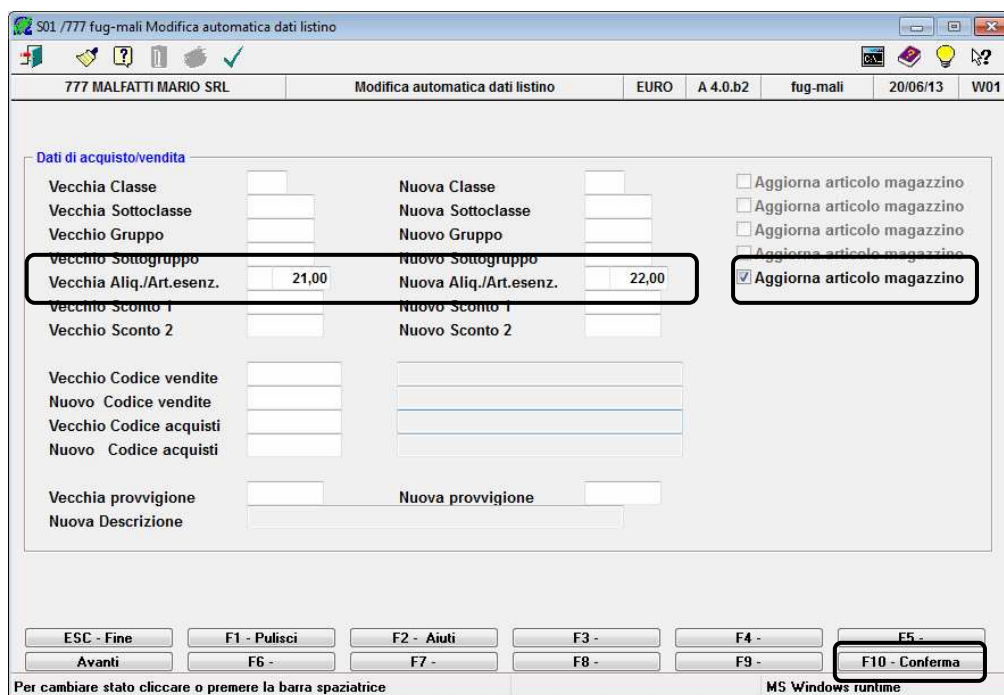 S01 /777 fug-mali Modifica automatica dati listino
777 MALFATTI MARIO SRL Modifica automatica dati listino EURO A 4.0.b2 fug-mali 20/06/13 W01
Dati di acquisto/vendita
Vecchia Classe Nuova Classe Aggiorna articolo magazzino
Vecchia Sottoclasse Nuova Sottoclasse Aggiorna articolo magazzino
Vecchio Gruppo Nuovo Gruppo Aggiorna articolo magazzino
Vecchio Sottogruppo Nuovo Sottogruppo Aggiorna articolo magazzino
Vecchia Aliq./Art.esenz. 21,00 Nuova Aliq./Art.esenz. 22,00 Aggiorna articolo magazzino
Vecchio Sconto 1 Nuovo Sconto 1
Vecchio Sconto 2 Nuovo Sconto 2
Vecchio Codice vendite
Nuovo Codice vendite
Vecchio Codice acquisti
Nuovo Codice acquisti
Vecchia provvigione Nuova provvigione
Nuova Descrizione
ESC - Fine F1 - Pulisci F2 - Aiuti F3 - F4 - F5 -
Avanti F6 - F7 - F8 - F9 - F10 - Conferma
Per cambiare stato cliccare o premere la barra spaziatrice MS Windows runtime